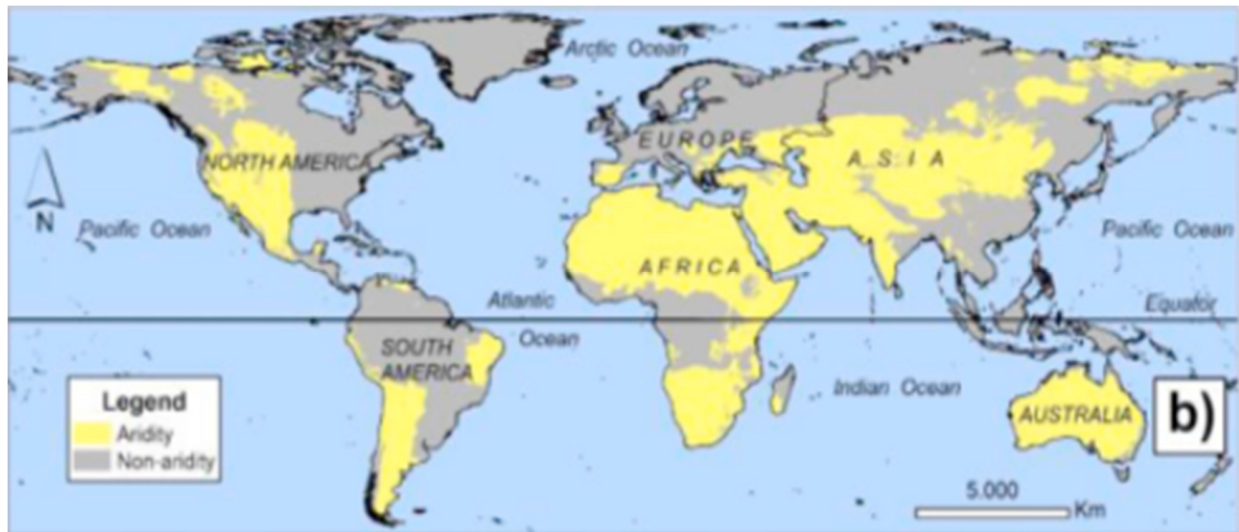 Arctic Ocean
EUROPE
NORTH AMERICA
ASIA
N
Pacific Ocean
Pacific Ocean
AFRICA
Atlantic
Equator
Ocean
SOUTH
AMERICA
Indian Ocean
Legend
Aridity
Non-aridity
AUSTRALIA
b)
5.000
Km